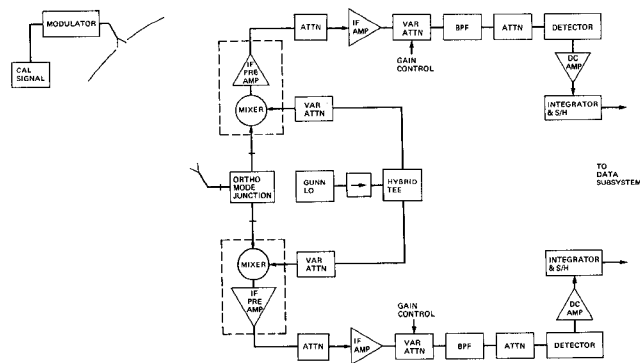 MODULATOR
CAL
SIGNAL
ATTN
IF
AMP
VAR
ATTN
BPF
ATTN
DETECTOR
GAIN
CONTROL
IF
PRE
AMP
DC
AMP
MIXER
VAR
ATTN
INTEGRATOR
& S/H
ORTHO
MODE
JUNCTION
GUNN
LO
HYBRID
TEE
TO
DATA
SUBSYSTEM
MIXER
VAR
ATTN
INTEGRATOR
& S/H
IF
PRE
AMP
GAIN
CONTROL
DC
AMP
ATTN
IF
AMP
VAR
ATTN
BPF
ATTN
DETECTOR